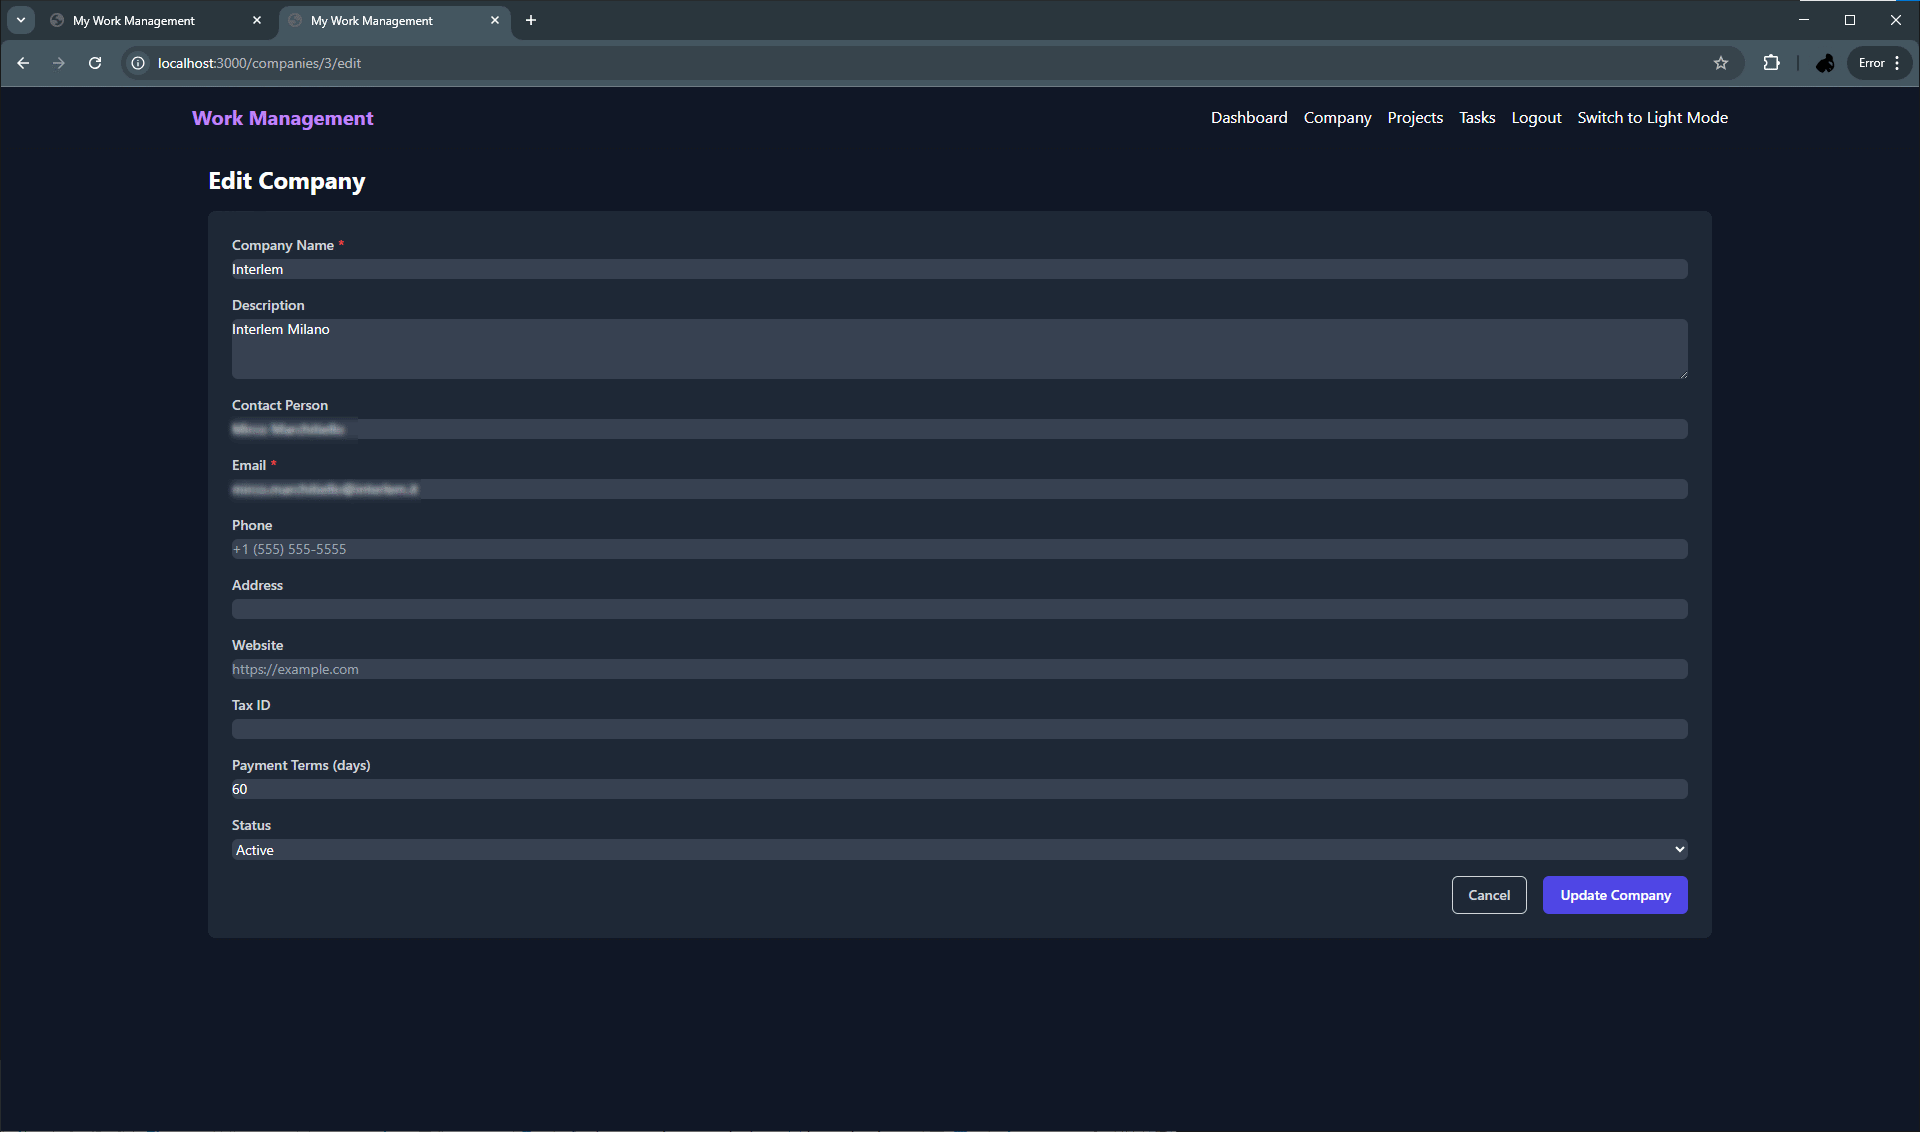 My Work Management
My Work Management
localhost:3000/companies/3/edit
Error
Work Management
Dashboard Company Projects Tasks Logout Switch to Light Mode
Edit Company
Company Name *
Interlem
Description
Interlem Milano
Contact Person
Email *
Phone
+1 (555) 555-5555
Address
Website
https://example.com
Tax ID
Payment Terms (days)
60
Status
Active
Cancel Update Company